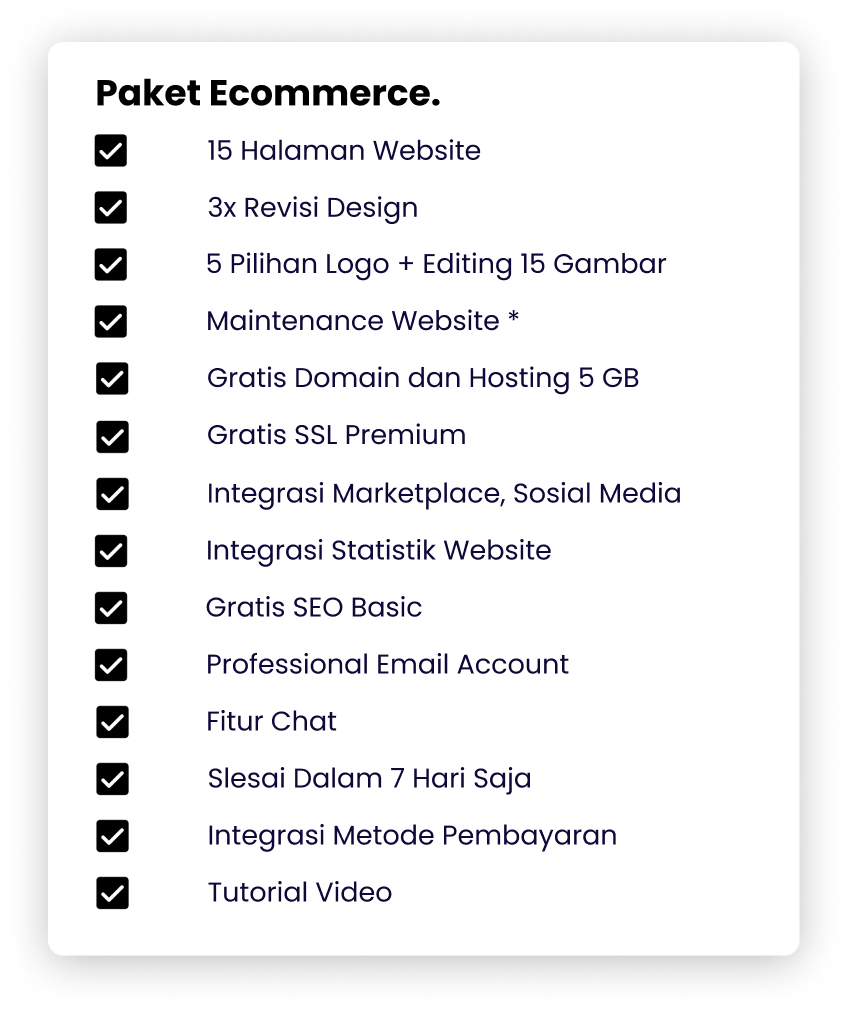 Paket Ecommerce.
15 Halaman Website
3x Revisi Design
5 Pilihan Logo + Editing 15 Gambar
Maintenance Website *
Gratis Domain dan Hosting 5 GB
Gratis SSL Premium
Integrasi Marketplace, Sosial Media
Integrasi Statistik Website
Gratis SEO Basic
Professional Email Account
Fitur Chat
Slesai Dalam 7 Hari Saja
Integrasi Metode Pembayaran
Tutorial Video